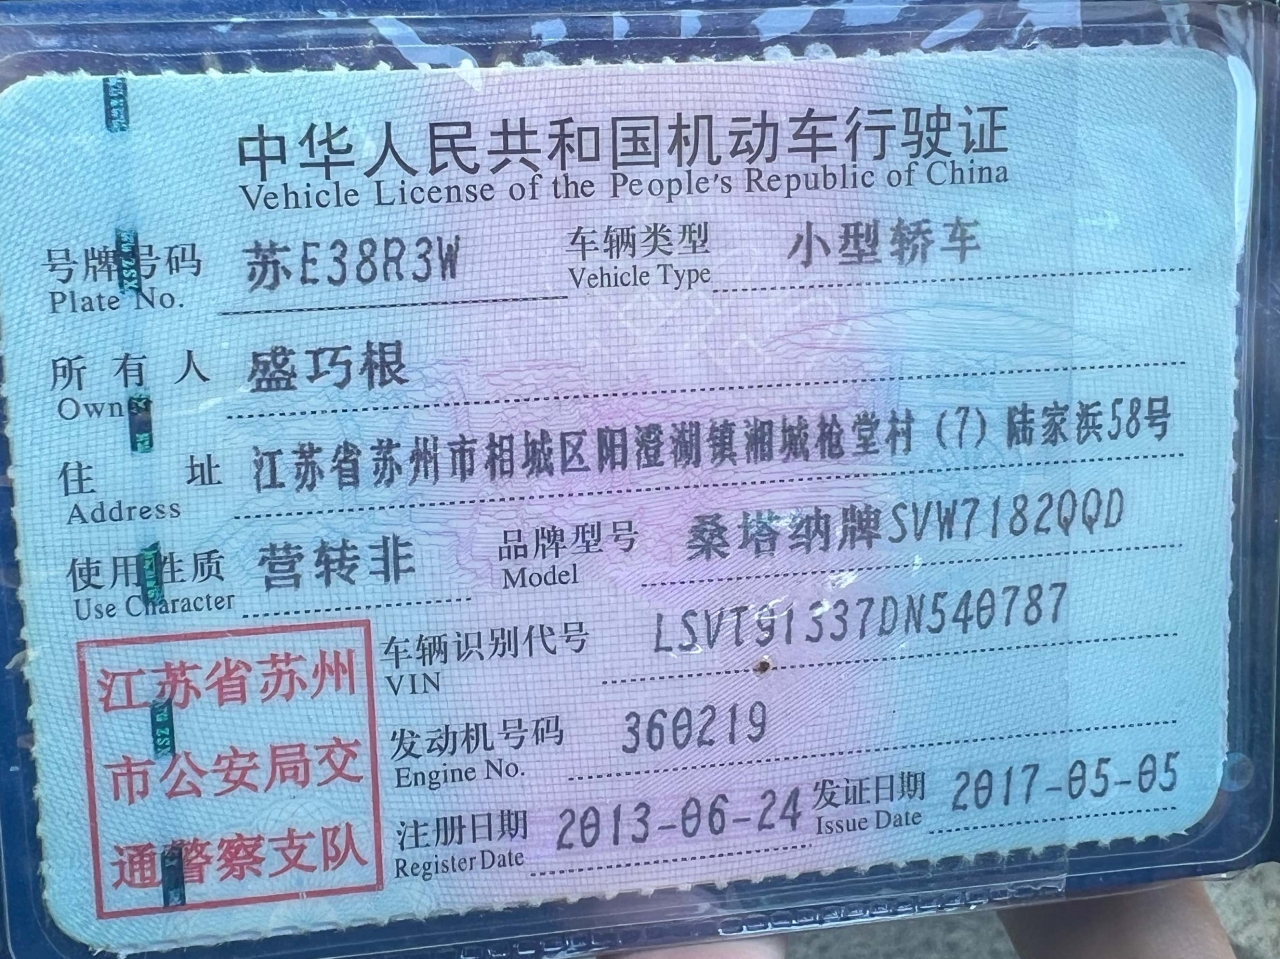 中华人民共和国机动车行驶证
Vehicle License of the People's Republic of China
号牌号码 苏E38R3W 车辆类型 小型轿车
Plate No. Vehicle Type
所有人 盛巧根
Owne
住址 江苏省苏州市相城区阳澄湖镇湘城枪堂村（7）陆家浜58号
Address
使用性质 营转非 品牌型号 桑塔纳牌SVW7182QQD
Use Character Model
车辆识别代号 LSVT91337DN540787
VIN
发动机号码 360219
Engine No.
注册日期 2013-06-24 发证日期 2017-05-05
Register Date Issue Date
江苏省苏州
市公安局交
通警察支队